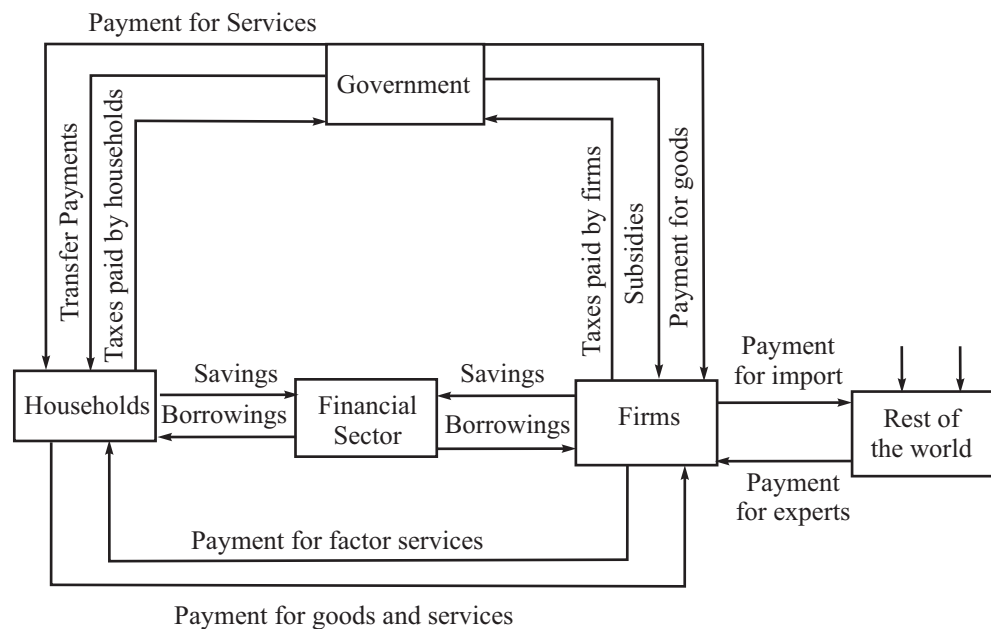 Payment for Services
Government
Transfer Payments
Taxes paid by households
Taxes paid by firms
Subsidies
Payment for goods
Households
Savings
Borrowings
Financial
Sector
Savings
Borrowings
Firms
Payment
for import
Rest of
the world
Payment
for experts
Payment for factor services
Payment for goods and services